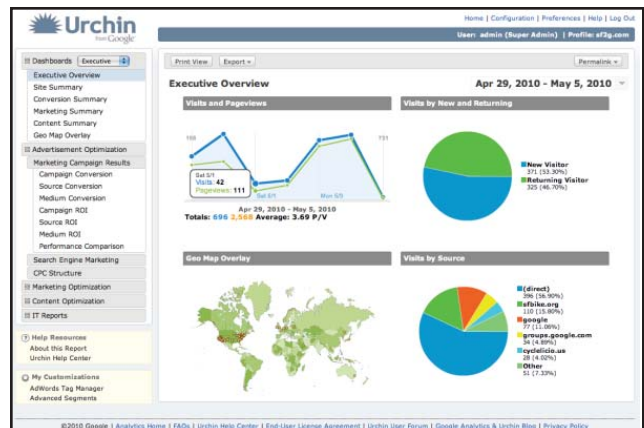 Urchin
from Google
Home | Configuration | Preferences | Help | Log Out
User: admin (Super Admin) | Profile: sf2g.com
Dashboards Executive
Executive Overview
Site Summary
Conversion Summary
Marketing Summary
Content Summary
Geo Map Overlay
Advertisement Optimization
Marketing Campaign Results
Campaign Conversion
Source Conversion
Medium Conversion
Campaign ROI
Source ROI
Medium ROI
Performance Comparison
Search Engine Marketing
CPC Structure
Marketing Optimization
Content Optimization
IT Reports
Help Resources
About this Report
Urchin Help Center
My Customizations
AdWords Tag Manager
Advanced Segments
Print View Export Permalink
Executive Overview Apr 29, 2010 - May 5, 2010
Visits and Pageviews
731
Sat 5/1
Visits: 42
Pageviews: 111
Sat 5/1 Mon 5/3
Apr 29, 2010 - May 5, 2010
Totals: 696 2,568 Average: 3.69 P/V
Visits by New and Returning
New Visitor
371 (53.30%)
Returning Visitor
325 (46.70%)
Geo Map Overlay
Visits by Source
(direct)
396 (56.90%)
sfbike.org
110 (15.80%)
google
77 (11.06%)
groups.google.com
34 (4.89%)
cyclelicio.us
28 (4.02%)
Other
51 (7.33%)
©2010 Google | Analytics Home | FAQs | Urchin Help Center | End-User License Agreement | Urchin User Forum | Google Analytics & Urchin Blog | Privacy Policy